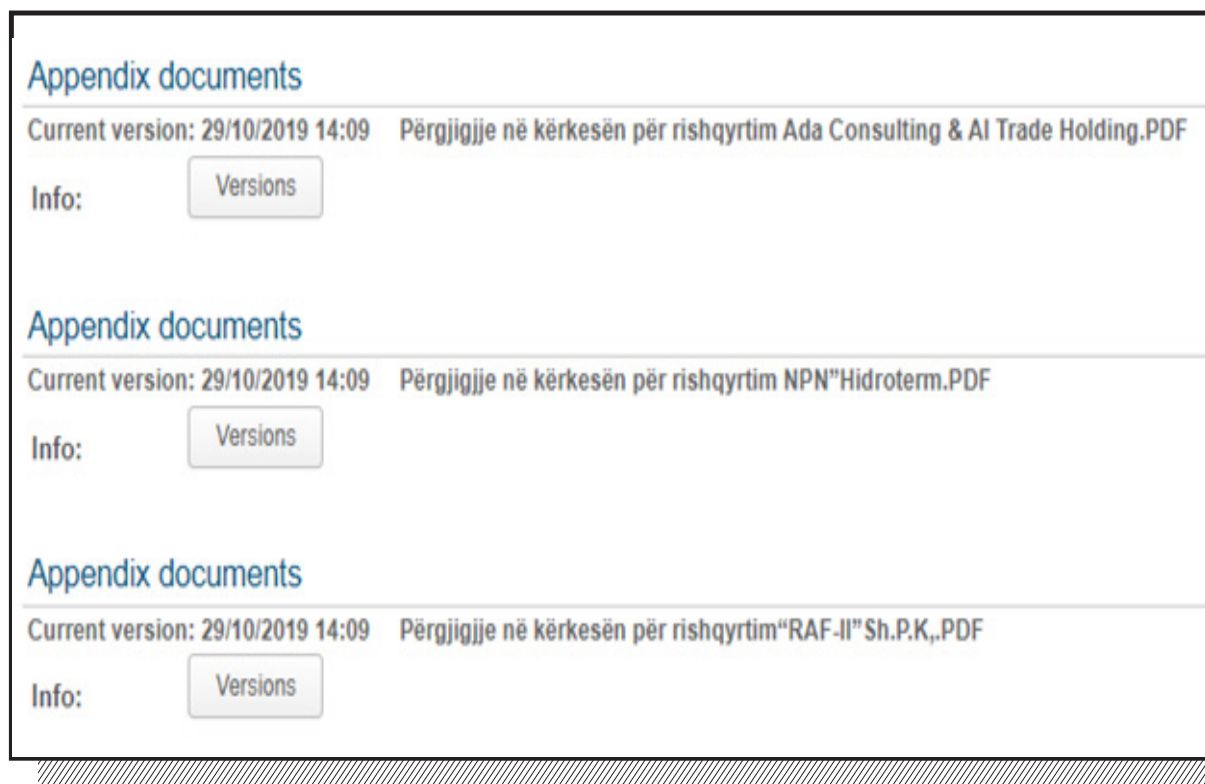 Appendix documents
Current version: 29/10/2019 14:09 Përgjigjje në kërkesën për rishqyrtim Ada Consulting & Al Trade Holding.PDF
Info: Versions
Appendix documents
Current version: 29/10/2019 14:09 Përgjigjje në kërkesën për rishqyrtim NPN”Hidroterm.PDF
Info: Versions
Appendix documents
Current version: 29/10/2019 14:09 Përgjigjje në kërkesën për rishqyrtim“RAF-II”Sh.P.K,.PDF
Info: Versions